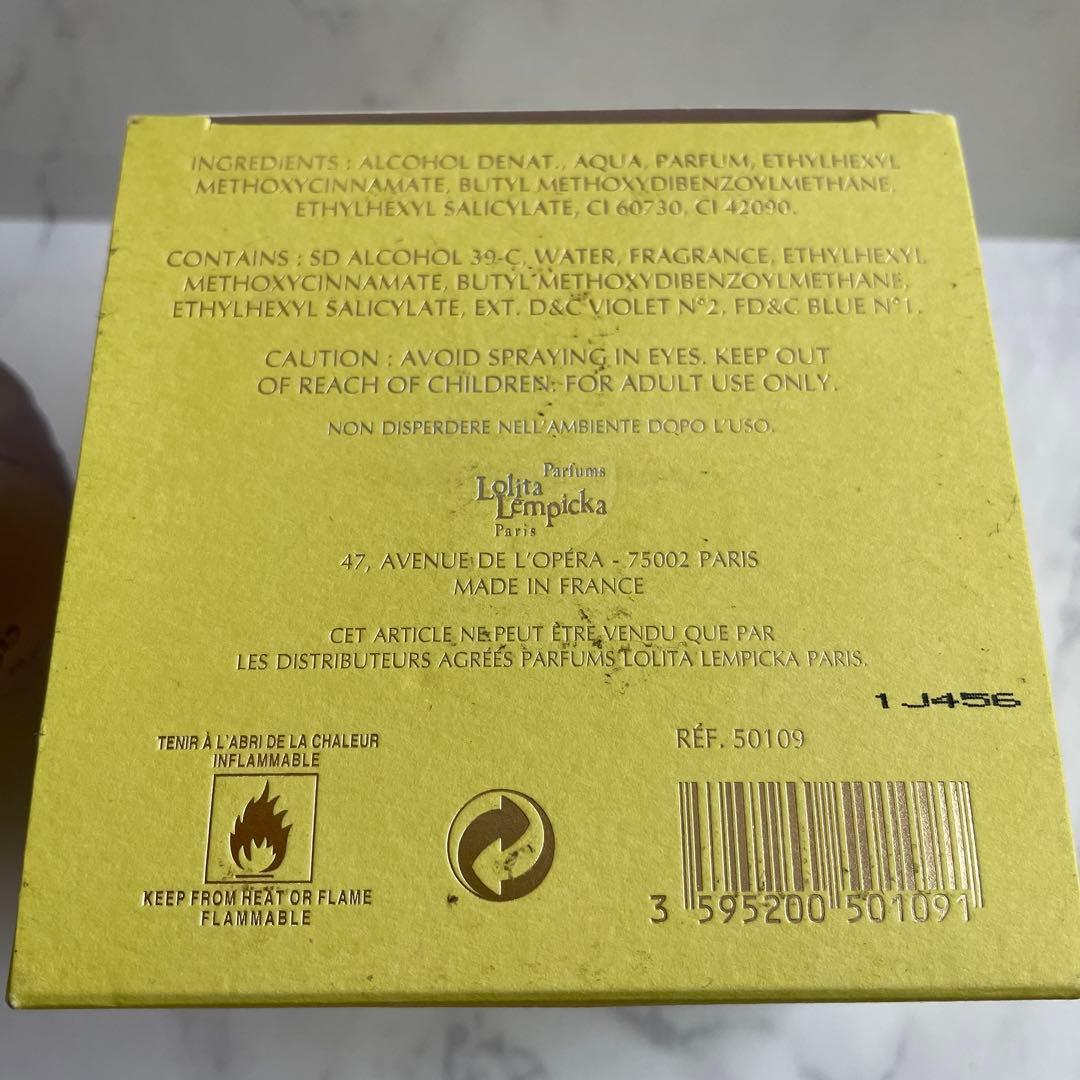 INGREDIENTS : ALCOHOL DENAT., AQUA, PARFUM, ETHYLHEXYL
METHOXYCINNAMATE, BUTYL METHOXYDIBENZOYLMETHANE,
ETHYLHEXYL SALICYLATE, CI 60730, CI 42090.
CONTAINS : SD ALCOHOL 39-C, WATER, FRAGRANCE, ETHYLHEXYL
METHOXYCINNAMATE, BUTYL METHOXYDIBENZOYLMETHANE,
ETHYLHEXYL SALICYLATE, EXT. D&C VIOLET N°2, FD&C BLUE N°1.
CAUTION : AVOID SPRAYING IN EYES. KEEP OUT
OF REACH OF CHILDREN. FOR ADULT USE ONLY.
NON DISPERDERE NELL'AMBIENTE DOPO L'USO.
Parfums
Lolita
Lempicka
Paris
47, AVENUE DE L'OPÉRA - 75002 PARIS
MADE IN FRANCE
CET ARTICLE NE PEUT ÊTRE VENDU QUE PAR
LES DISTRIBUTEURS AGRÉÉS PARFUMS LOLITA LEMPICKA PARIS.
1J456
TENIR À L'ABRI DE LA CHALEUR
INFLAMMABLE
KEEP FROM HEAT OR FLAME
FLAMMABLE
RÉF. 50109
3 595200 501091